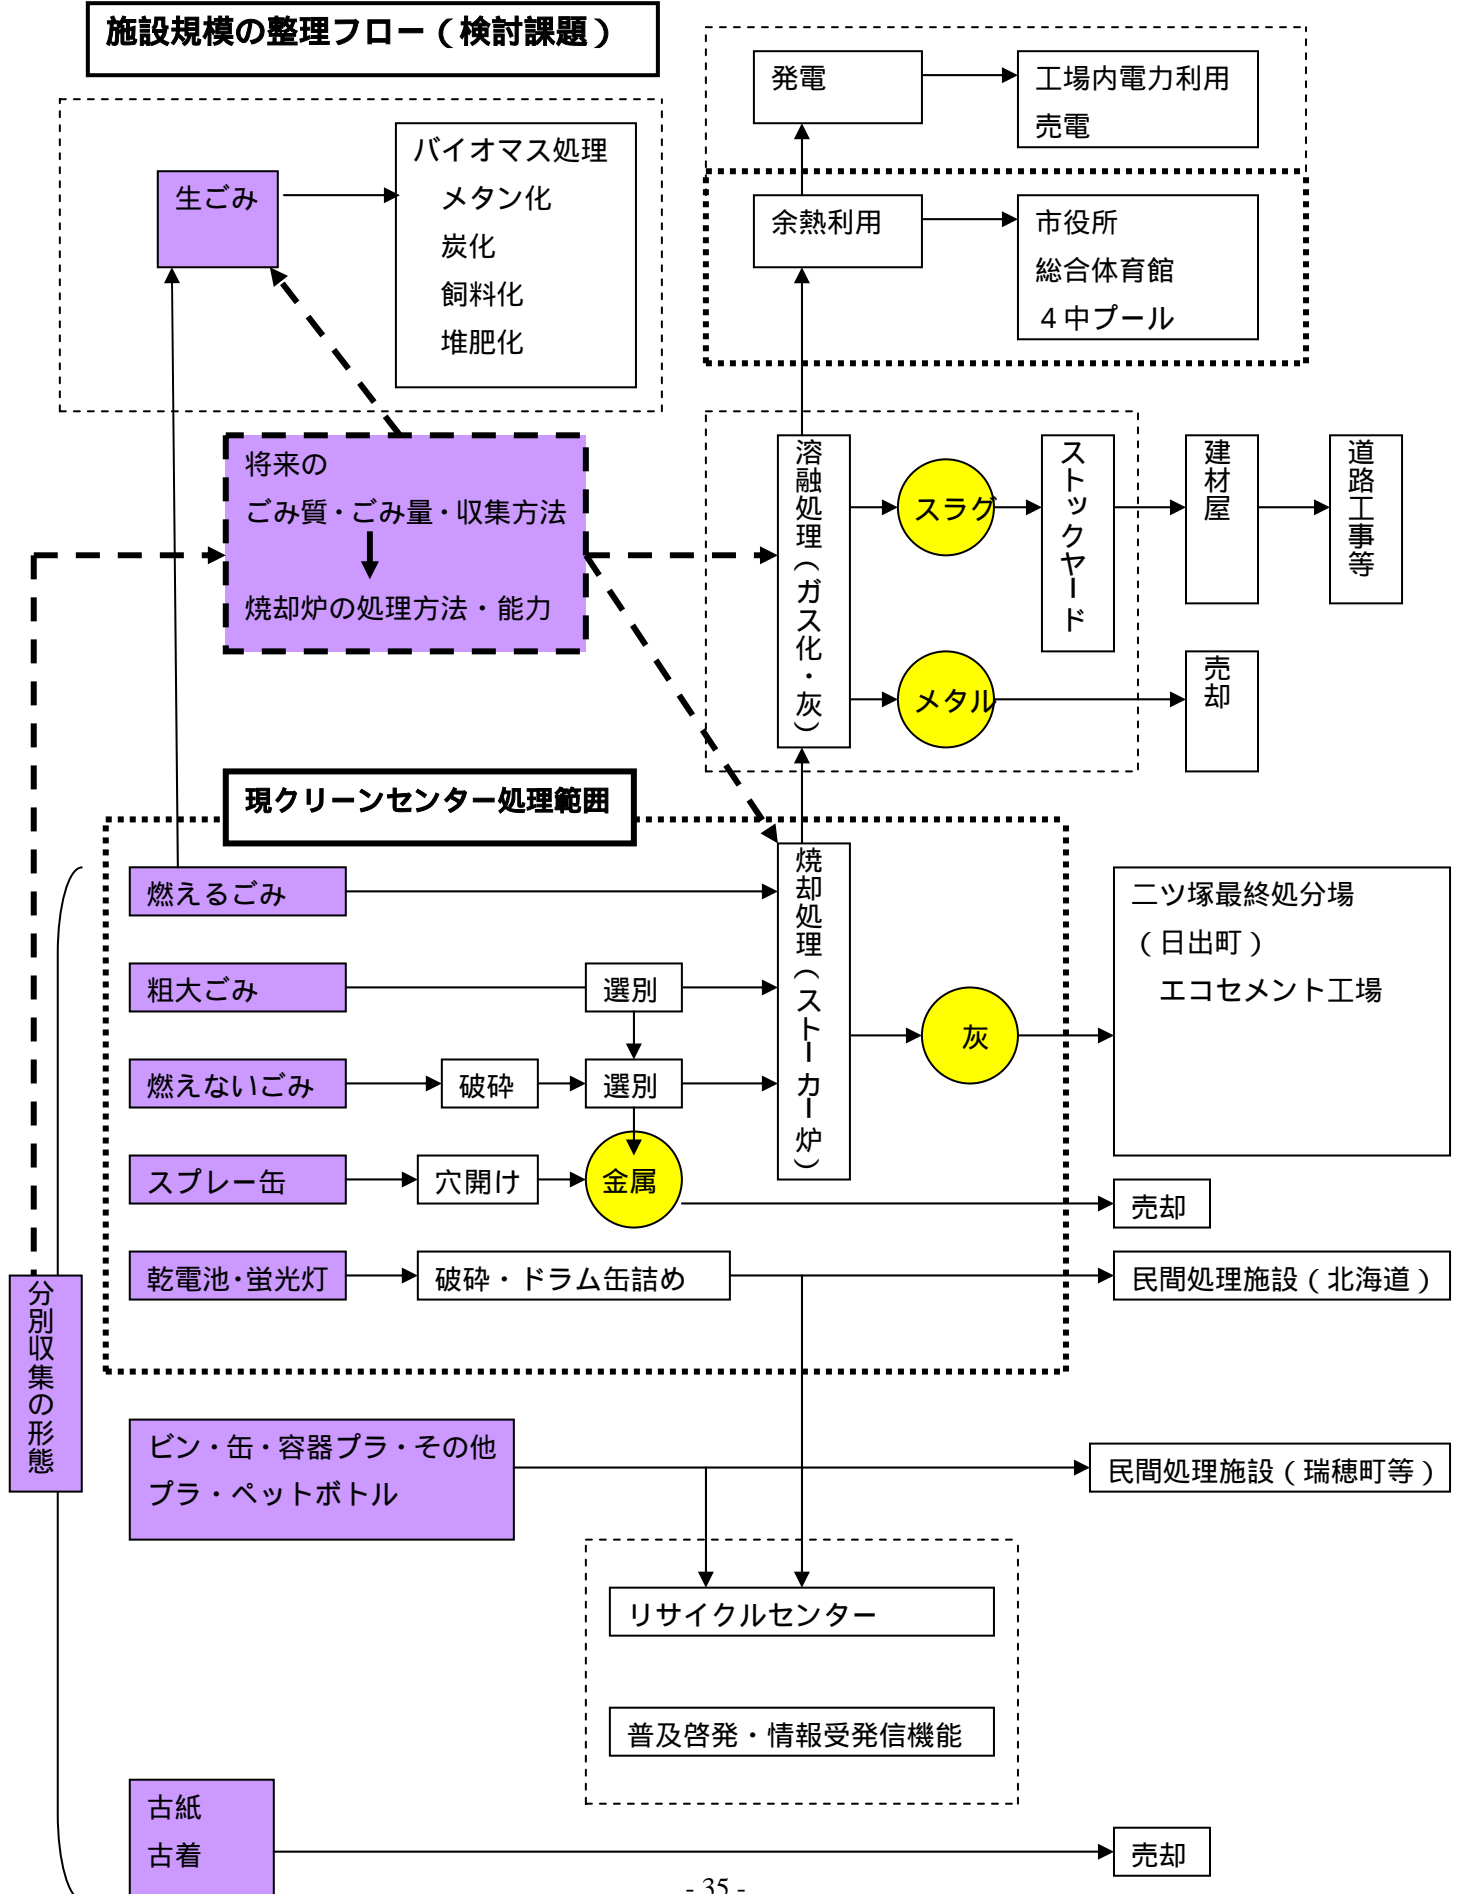 施設規模の整理フロー(検討課題)
発電
工場内電力利用
売電
生ごみ
バイオマス処理
メタン化
炭化
飼料化
堆肥化
余熱利用
市役所
総合体育館
4中プール
将来の
ごみ質・ごみ量・収集方法
焼却炉の処理方法・能力
溶融処理(ガス化・灰)
スラグ
ストックヤード
建材屋
道路工事等
メタル
売却
現クリーンセンター処理範囲
燃えるごみ
粗大ごみ
選別
燃えないごみ
破砕
選別
スプレー缶
穴開け
金属
乾電池・蛍光灯
破砕・ドラム缶詰め
焼却処理(ストーカー炉)
灰
二ツ塚最終処分場
(日出町)
エコセメント工場
売却
民間処理施設(北海道)
分別収集の形態
ビン・缶・容器プラ・その他
プラ・ペットボトル
民間処理施設(瑞穂町等)
リサイクルセンター
普及啓発・情報受発信機能
古紙
古着
売却
- 35 -